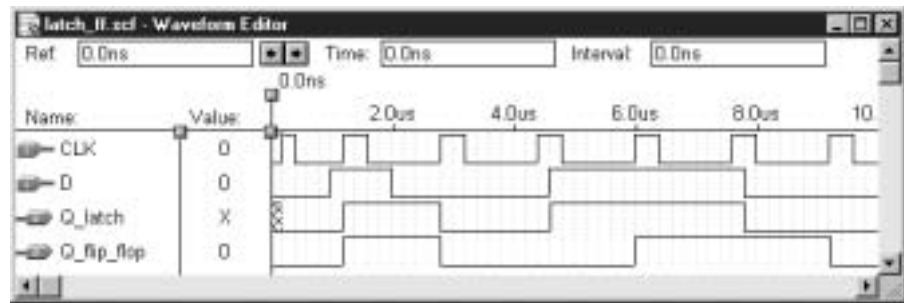 latch_ff.scf - Waveform Editor
Ref: 0.0ns Time: 0.0ns Interval: 0.0ns
0.0ns
Name: Value: 2.0us 4.0us 6.0us 8.0us 10.
CLK 0
D 0
Q_latch X
Q_flip_flop 0